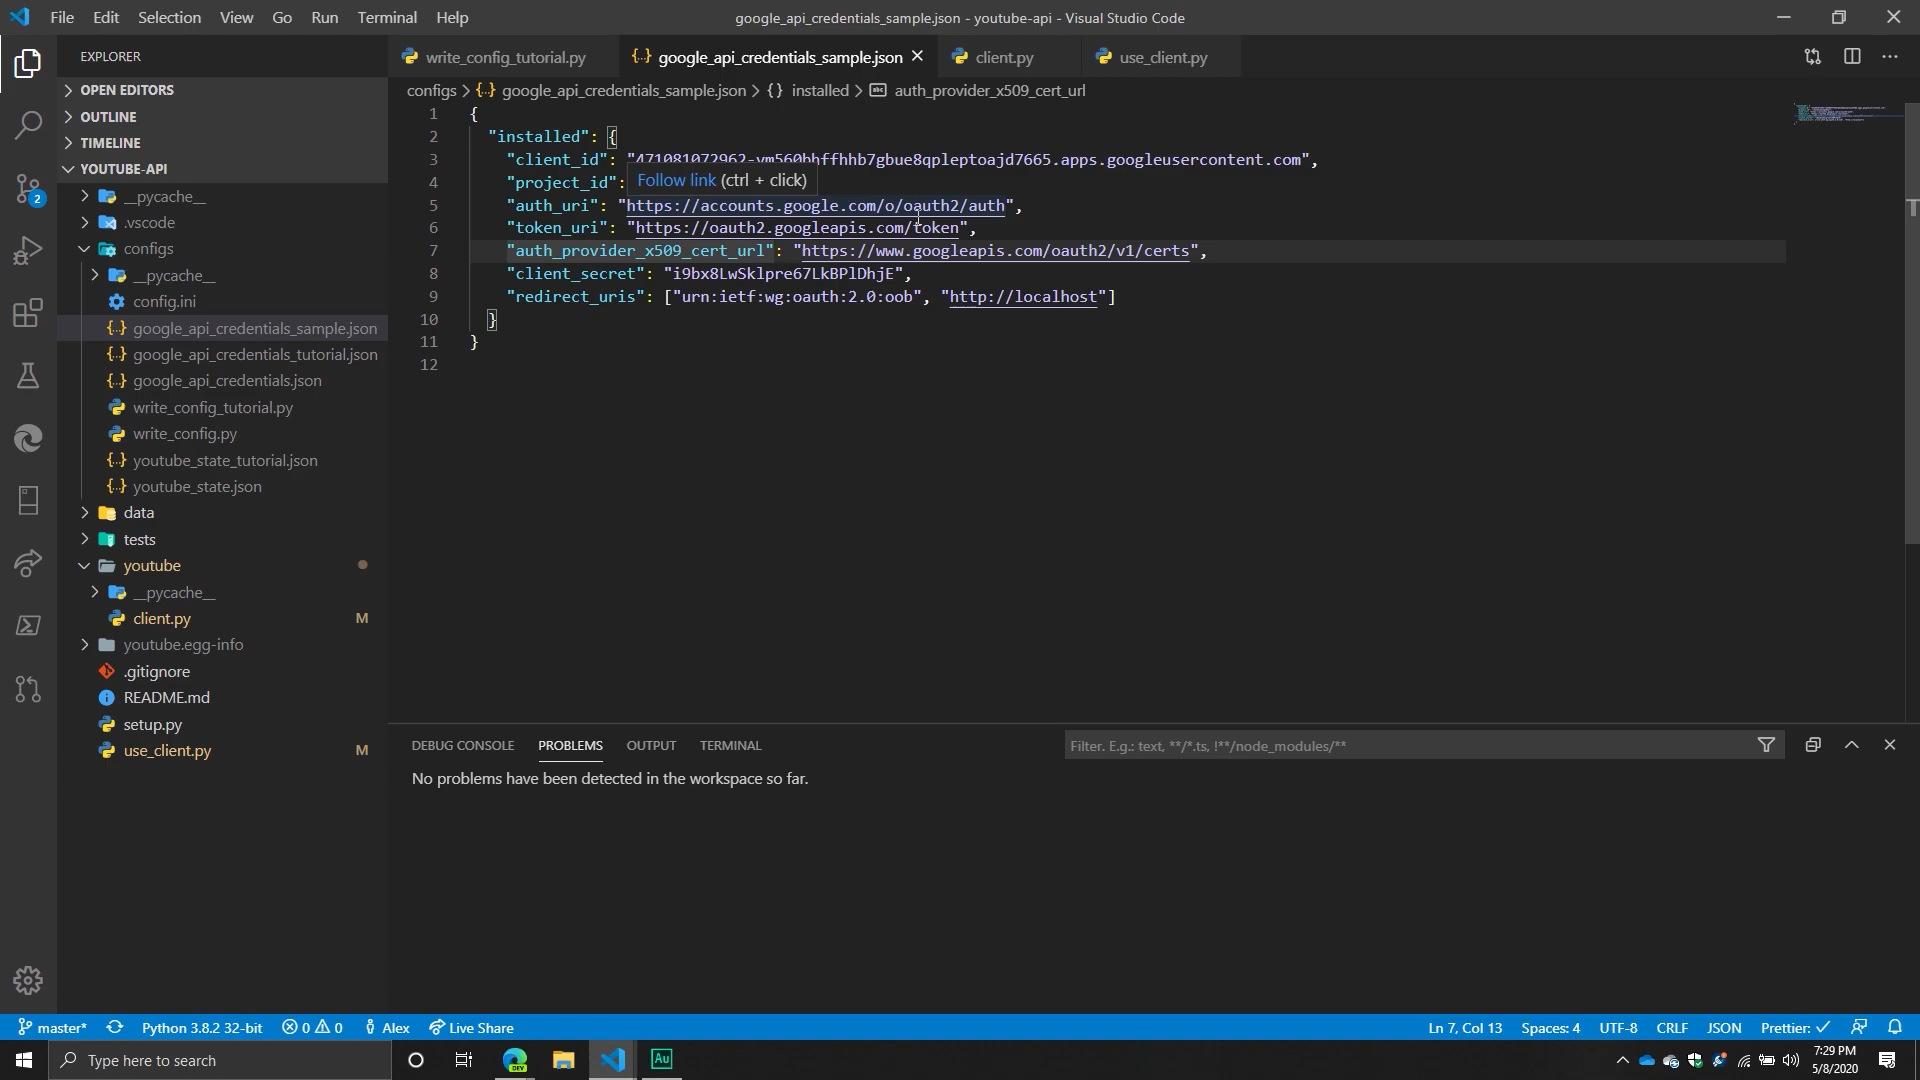 File Edit Selection View Go Run Terminal Help
google_api_credentials_sample.json - youtube-api - Visual Studio Code
EXPLORER
OPEN EDITORS
OUTLINE
TIMELINE
YOUTUBE-API
__pycache__
.vscode
configs
__pycache__
config.ini
google_api_credentials_sample.json
google_api_credentials_tutorial.json
google_api_credentials.json
write_config_tutorial.py
write_config.py
youtube_state_tutorial.json
youtube_state.json
data
tests
youtube
__pycache__
client.py M
youtube.egg-info
.gitignore
README.md
setup.py
use_client.py M
2
write_config_tutorial.py google_api_credentials_sample.json client.py use_client.py
configs > google_api_credentials_sample.json > {} installed > auth_provider_x509_cert_url
1 {
2 "installed": {
3 "client_id": "471081072962-vm560bhffhhb7gbue8qpleptoajd7665.apps.googleusercontent.com",
4 "project_id":
Follow link (ctrl + click)
5 "auth_uri": "https://accounts.google.com/o/oauth2/auth",
6 "token_uri": "https://oauth2.googleapis.com/token",
7 "auth_provider_x509_cert_url": "https://www.googleapis.com/oauth2/v1/certs",
8 "client_secret": "i9bx8LwSklpre67LkBPlDhjE",
9 "redirect_uris": ["urn:ietf:wg:oauth:2.0:oob", "http://localhost"]
10 }
11 }
12
DEBUG CONSOLE PROBLEMS OUTPUT TERMINAL
Filter. E.g.: text, **/*.ts, !**/node_modules/**
No problems have been detected in the workspace so far.
master* Python 3.8.2 32-bit 0 0 Alex Live Share
Ln 7, Col 13 Spaces: 4 UTF-8 CRLF JSON Prettier: ✓
Type here to search
DEV
Au
7:29 PM
5/8/2020